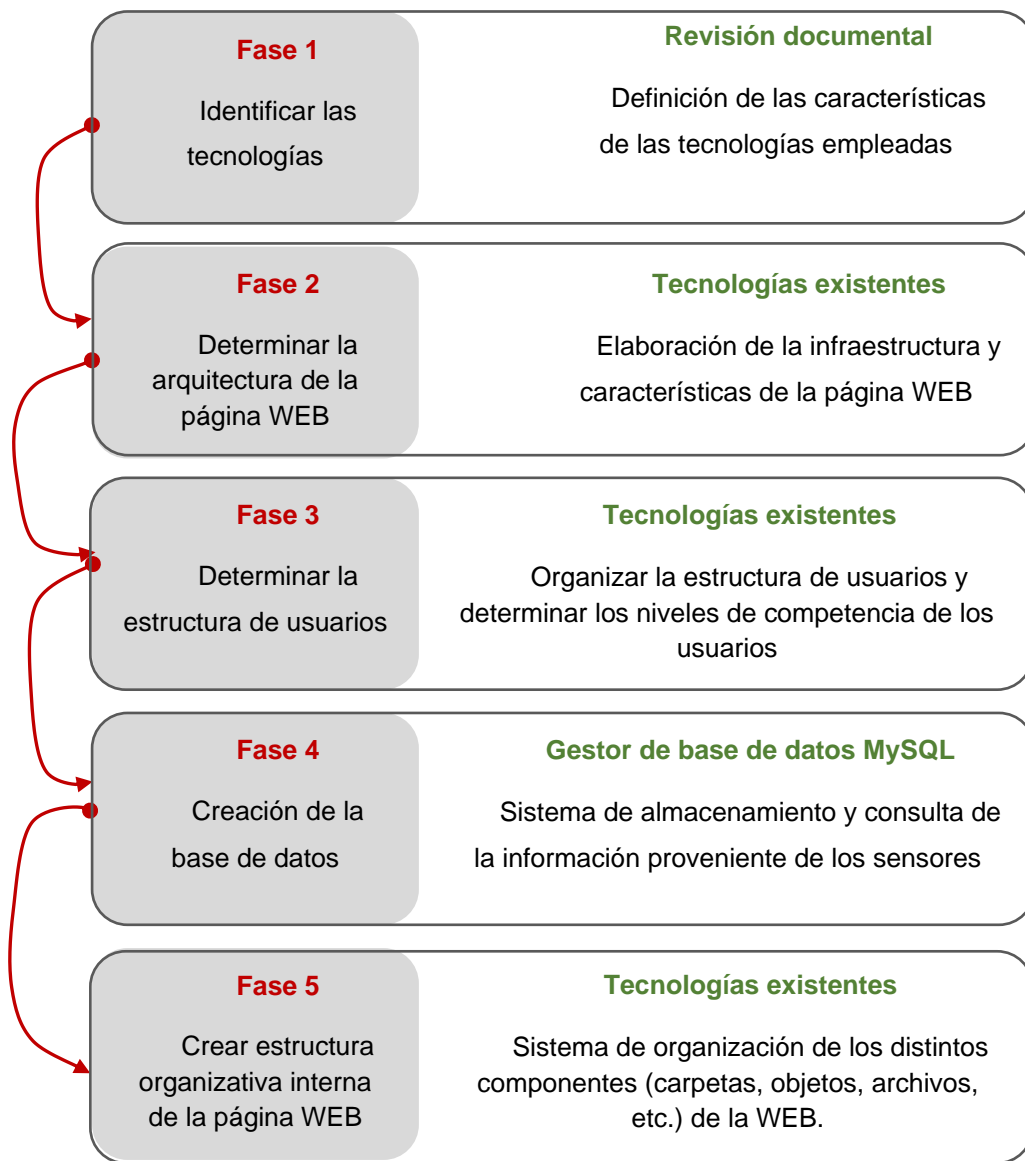 Fase 1
Identificar las
tecnologías
Revisión documental
Definición de las características
de las tecnologías empleadas
Fase 2
Determinar la
arquitectura de la
página WEB
Tecnologías existentes
Elaboración de la infraestructura y
características de la página WEB
Fase 3
Determinar la
estructura de usuarios
Tecnologías existentes
Organizar la estructura de usuarios y
determinar los niveles de competencia de los
usuarios
Fase 4
Creación de la
base de datos
Gestor de base de datos MySQL
Sistema de almacenamiento y consulta de
la información proveniente de los sensores
Fase 5
Crear estructura
organizativa interna
de la página WEB
Tecnologías existentes
Sistema de organización de los distintos
componentes (carpetas, objetos, archivos,
etc.) de la WEB.